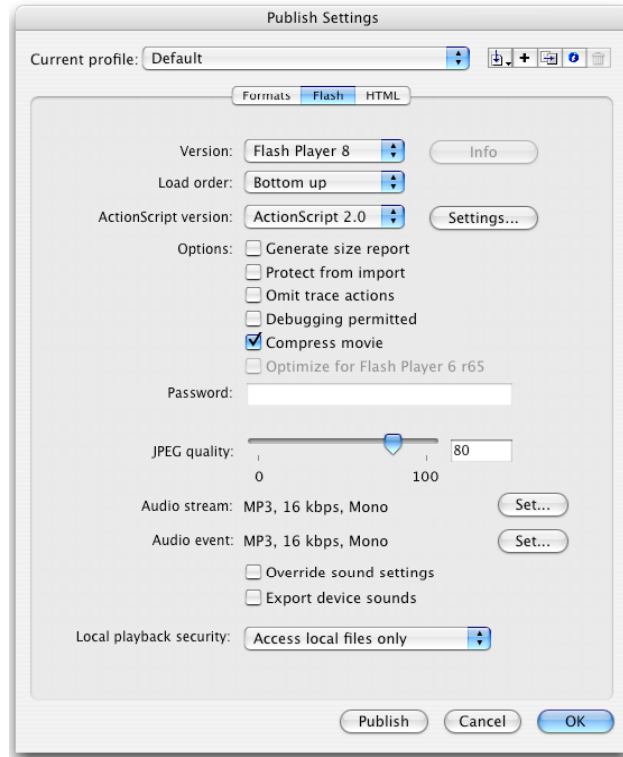 Publish Settings
Current profile: Default
Formats Flash HTML
Version: Flash Player 8 Info
Load order: Bottom up
ActionScript version: ActionScript 2.0 Settings...
Options: Generate size report
Protect from import
Omit trace actions
Debugging permitted
Compress movie
Optimize for Flash Player 6 r65
Password:
JPEG quality: 80
0 100
Audio stream: MP3, 16 kbps, Mono Set...
Audio event: MP3, 16 kbps, Mono Set...
Override sound settings
Export device sounds
Local playback security: Access local files only
Publish Cancel OK